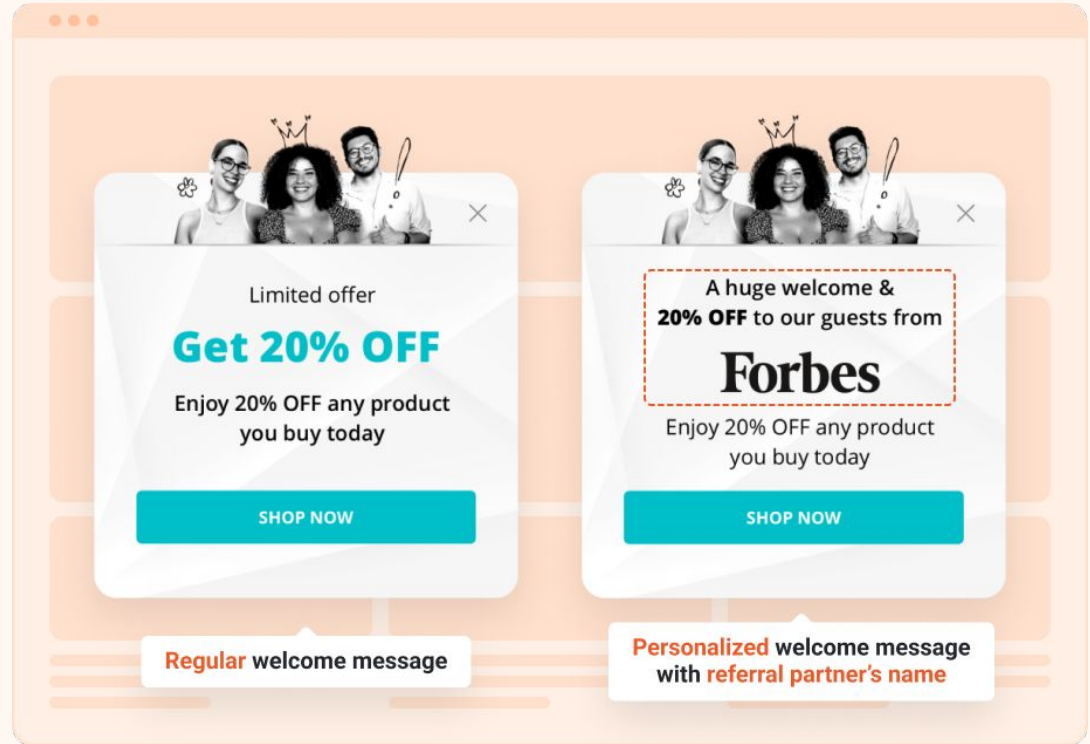 Limited offer
Get 20% OFF
Enjoy 20% OFF any product
you buy today
SHOP NOW
Regular welcome message
A huge welcome &
20% OFF to our guests from
Forbes
Enjoy 20% OFF any product
you buy today
SHOP NOW
Personalized welcome message
with referral partner's name